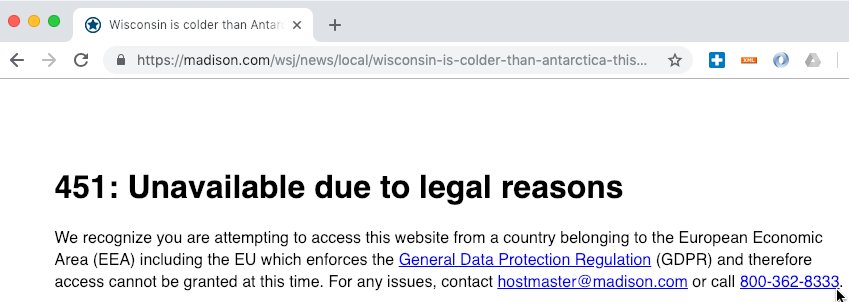 Wisconsin is colder than Antarc
https://madison.com/wsj/news/local/wisconsin-is-colder-than-antarctica-this...
XML
451: Unavailable due to legal reasons
We recognize you are attempting to access this website from a country belonging to the European Economic
Area (EEA) including the EU which enforces the General Data Protection Regulation (GDPR) and therefore
access cannot be granted at this time. For any issues, contact hostmaster@madison.com or call 800-362-8333.